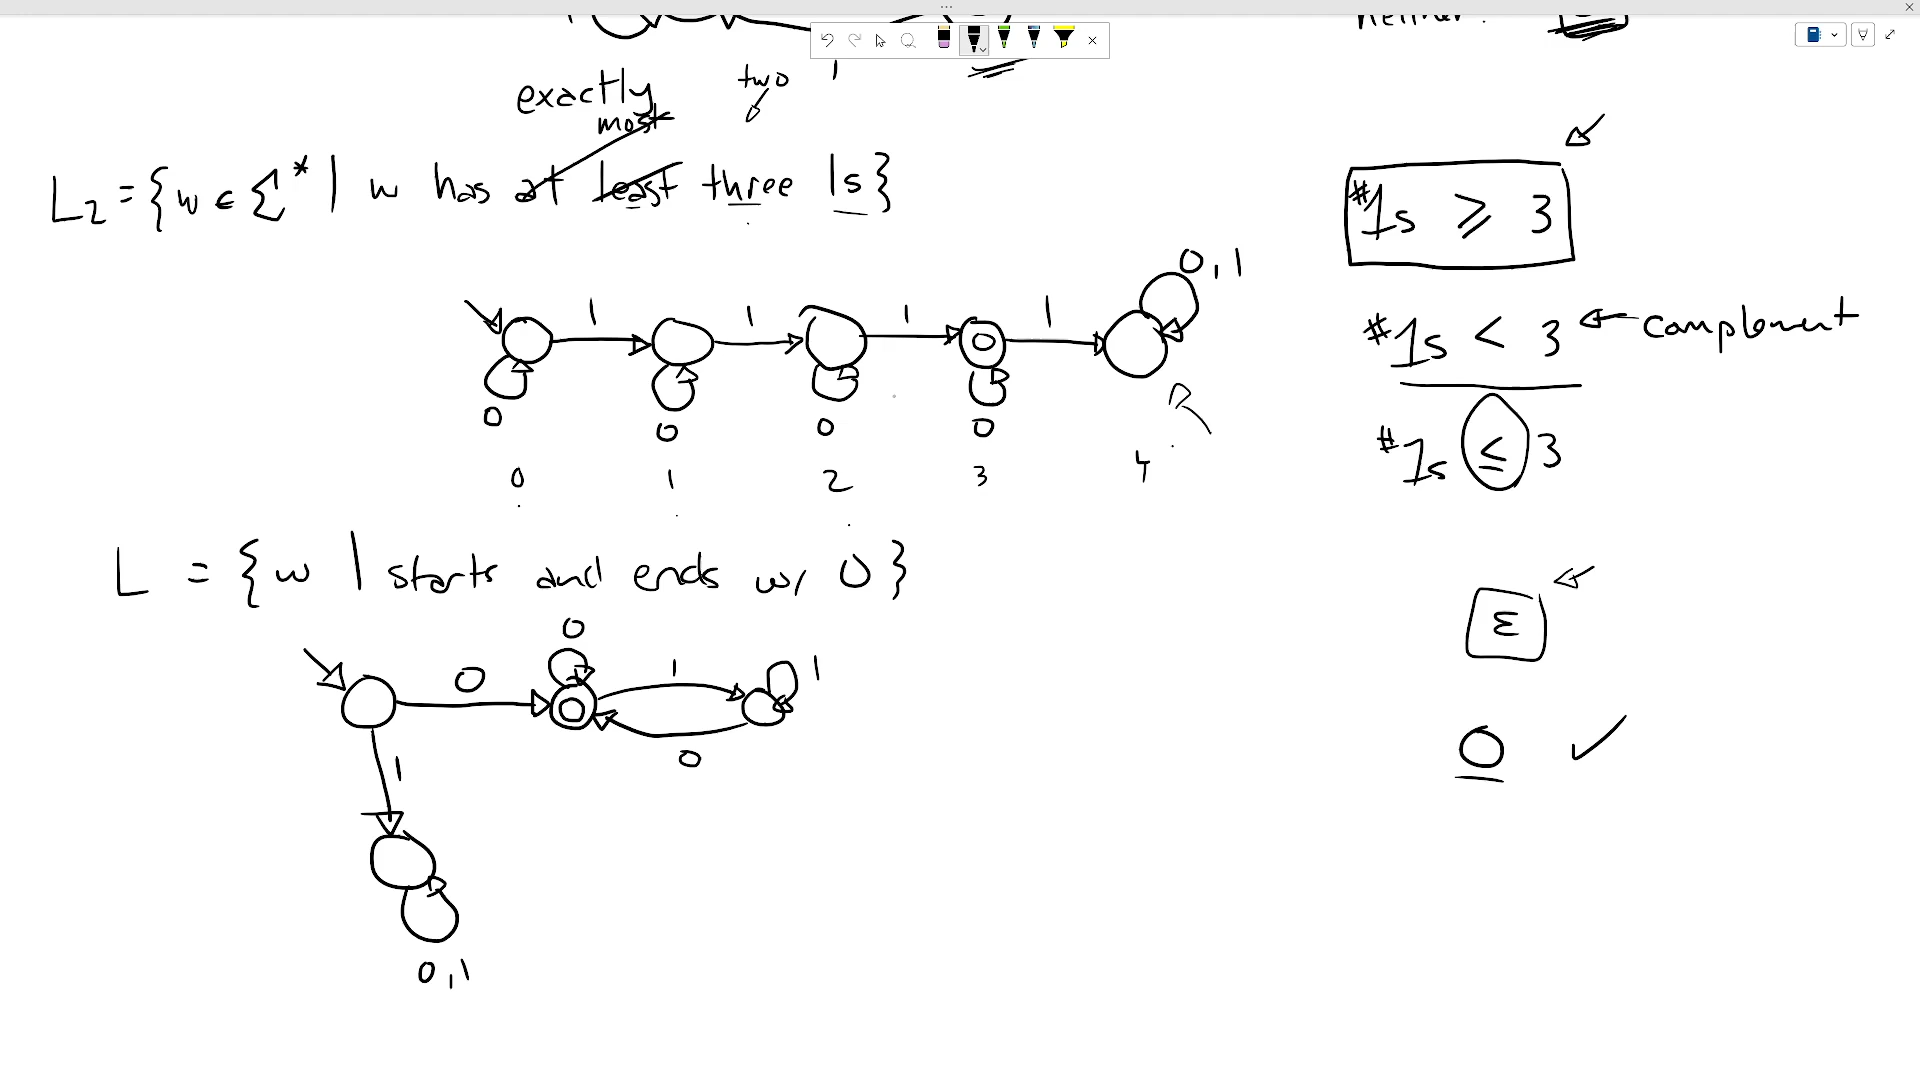 exactly two 1
most
L₂ = {w ∈ Σ* | w has at least three 1s}
#1s ≥ 3
0,1
1 1 1 1
#1s < 3 complement
0 0 0 0
#1s ≤ 3
0 1 2 3 4
L = {w | starts and ends w/ 0}
ε
0
0 1 1
0
0
1
0,1